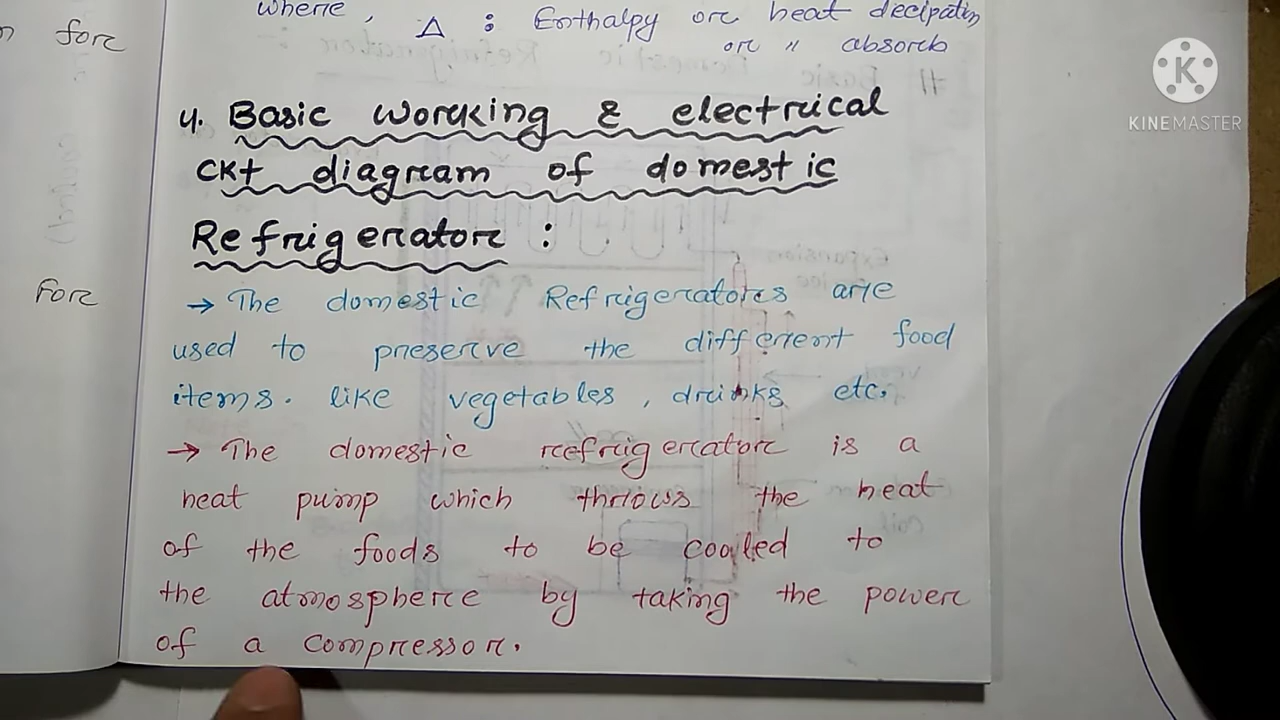 where, Δ : Enthalpy or heat decipatin
or " absorb
for
4. Basic working & electrical
ckt diagram of domestic
Refrigerator :
→ The domestic Refrigerators are
used to preserve the different food
items. like vegetables, drinks etc.
For
→ The domestic refrigerator is a
heat pump which throws the heat
of the foods to be cooled to
the atmosphere by taking the power
of a compressor.
K
KINEMASTER